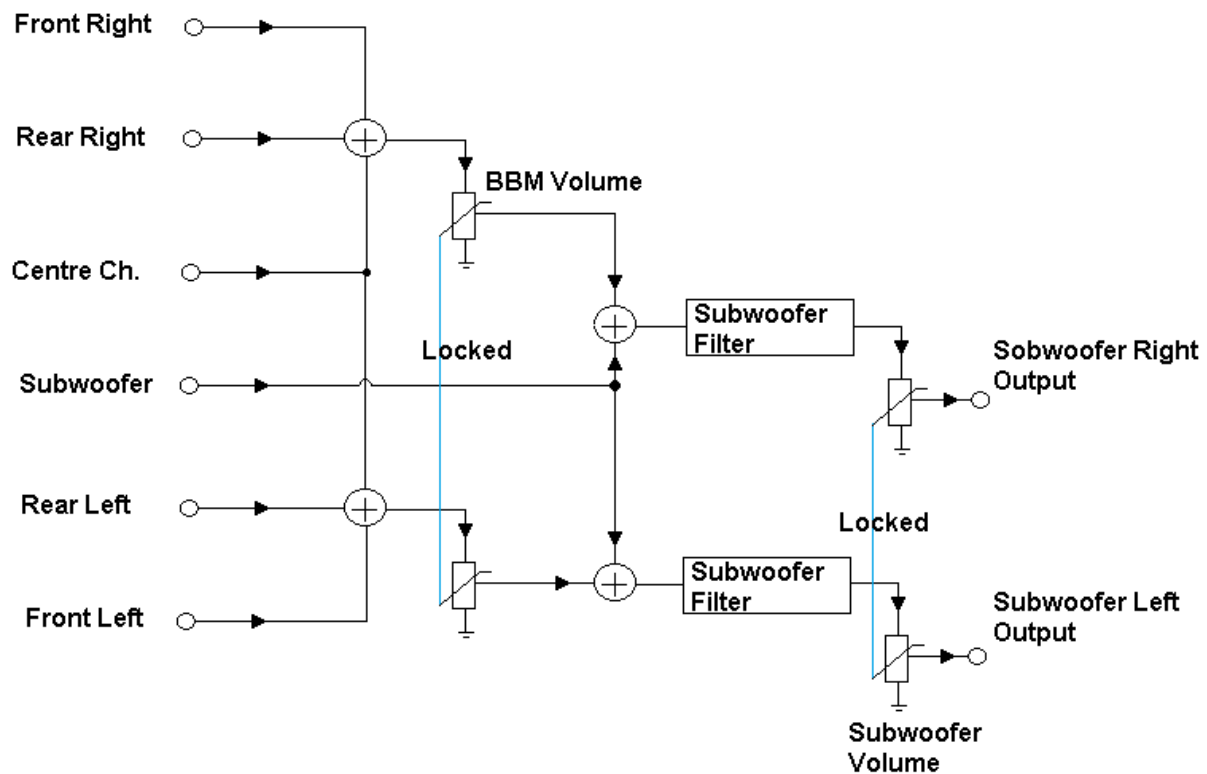 Front Right
Rear Right
BBM Volume
Centre Ch.
Subwoofer
Filter
Locked
Sobwoofer Right
Output
Subwoofer
Rear Left
Locked
Subwoofer
Filter
Front Left
Subwoofer Left
Output
Subwoofer
Volume